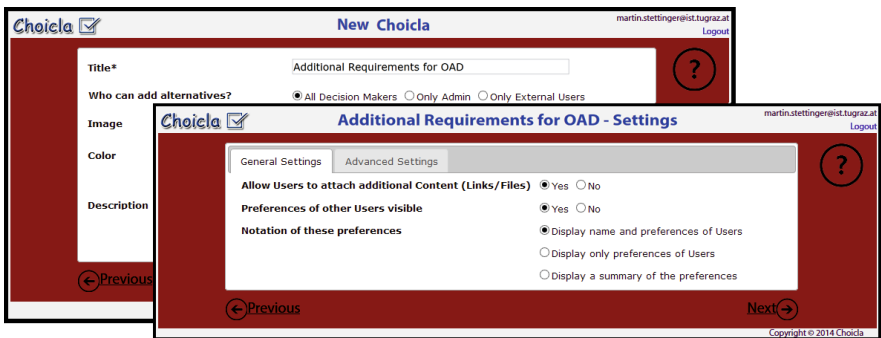 Choicla
New Choicla
martin.stettinger@ist.tugraz.at
Logout
Title*
Additional Requirements for OAD
?
Who can add alternatives?
All Decision Makers Only Admin Only External Users
Image
Color
Description
Previous
Choicla
Additional Requirements for OAD - Settings
martin.stettinger@ist.tugraz.at
Logout
General Settings
Advanced Settings
?
Allow Users to attach additional Content (Links/Files) Yes No
Preferences of other Users visible Yes No
Notation of these preferences Display name and preferences of Users
Display only preferences of Users
Display a summary of the preferences
Previous
Next
Copyright © 2014 Choicla